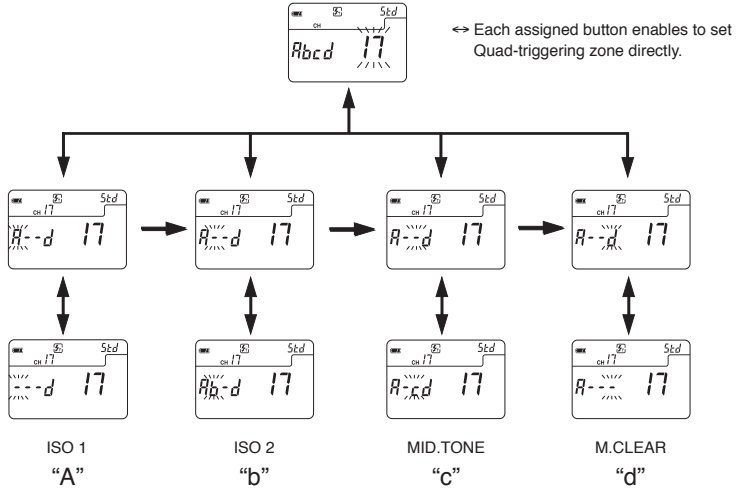 Std
CH
Abcd 17
↔ Each assigned button enables to set
Quad-triggering zone directly.
Std Std Std Std
CH 17 CH 17 CH 17 CH 17
A--d 17 A--d 17 A--d 17 A--d 17
Std Std Std Std
CH 17 CH 17 CH 17 CH 17
---d 17 Ab-d 17 A-cd 17 A--- 17
ISO 1 ISO 2 MID.TONE M.CLEAR
“A” “b” “c” “d”